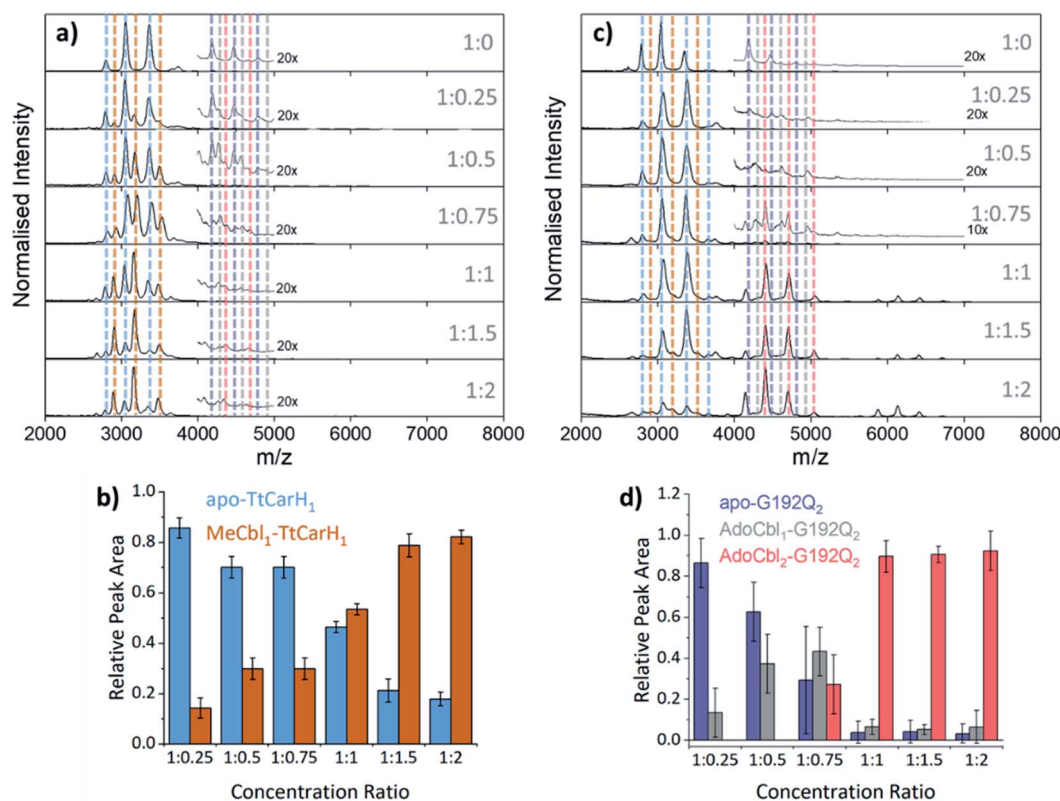 a)
1:0
20x
1:0.25
20x
1:0.5
20x
1:0.75
20x
1:1
20x
1:1.5
20x
1:2
20x
Normalised Intensity
2000 3000 4000 5000 6000 7000 8000
m/z
c)
1:0
20x
1:0.25
20x
1:0.5
20x
1:0.75
10x
1:1
1:1.5
1:2
Normalised Intensity
2000 3000 4000 5000 6000 7000 8000
m/z
b)
apo-TtCarH₁
MeCbl₁-TtCarH₁
Relative Peak Area
1.0
0.8
0.6
0.4
0.2
0.0
1:0.25 1:0.5 1:0.75 1:1 1:1.5 1:2
Concentration Ratio
d)
apo-G192Q₂
AdoCbl₁-G192Q₂
AdoCbl₂-G192Q₂
Relative Peak Area
1.2
1.0
0.8
0.6
0.4
0.2
0.0
1:0.25 1:0.5 1:0.75 1:1 1:1.5 1:2
Concentration Ratio